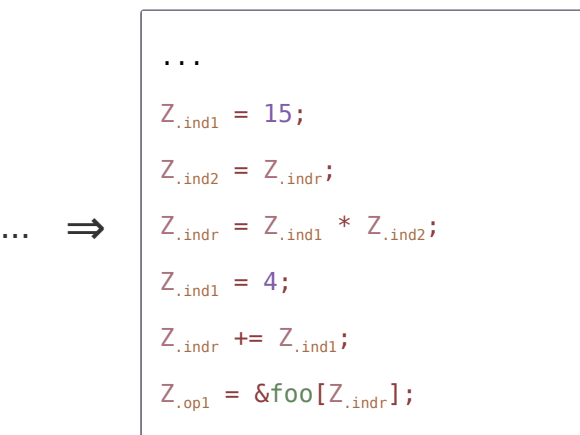 ...
Z.ind1 = 15;
Z.ind2 = Z.indr;
... ⇒ Z.indr = Z.ind1 * Z.ind2;
Z.ind1 = 4;
Z.indr += Z.ind1;
Z.op1 = &foo[Z.indr];